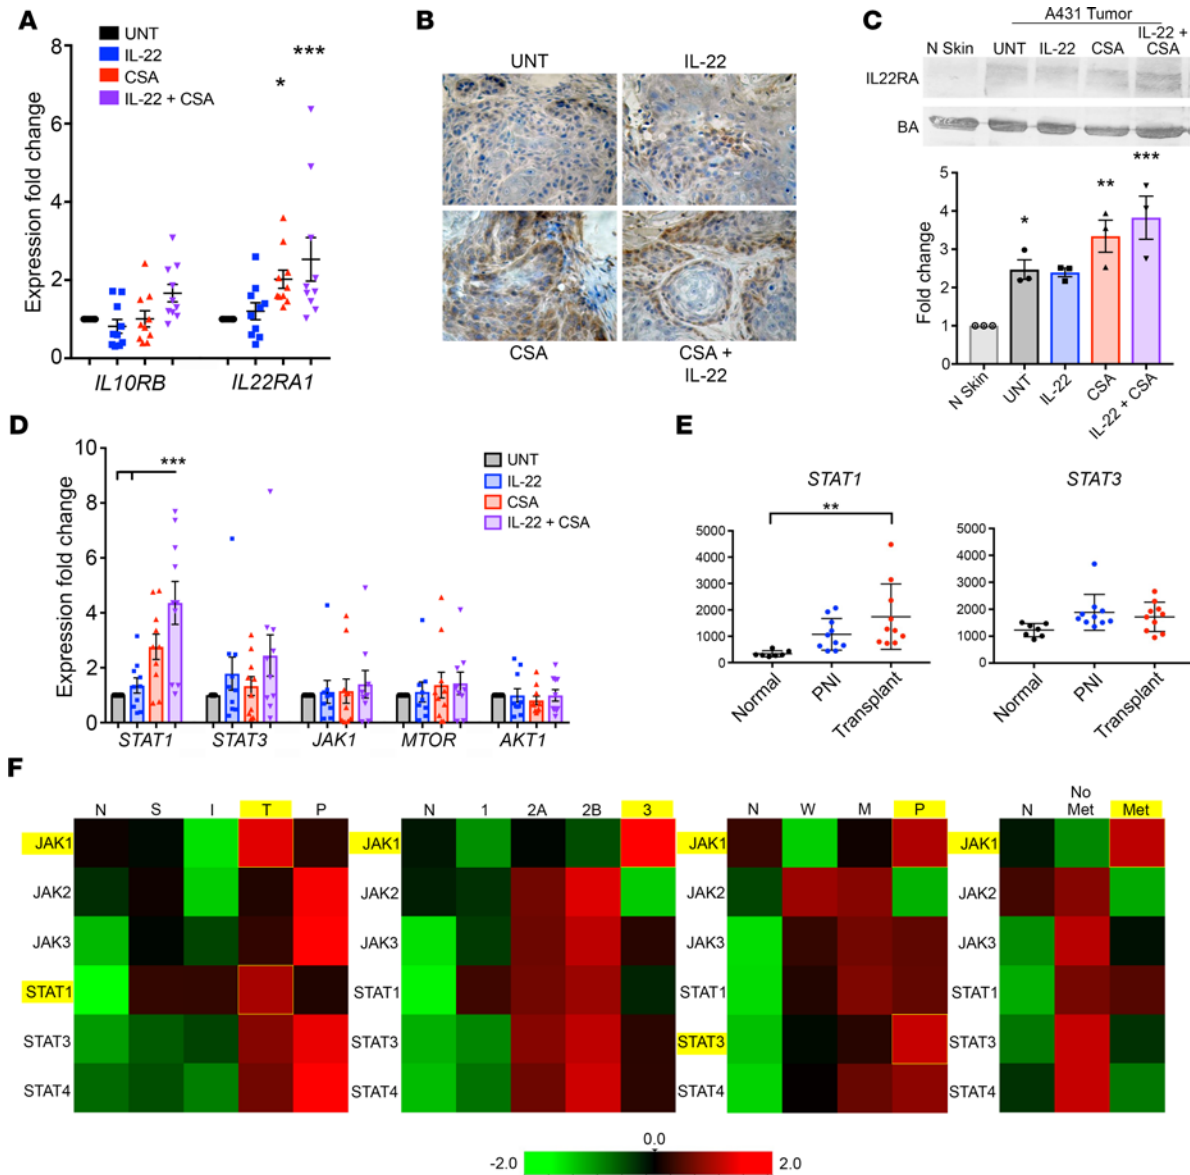 A
UNT
IL-22
CSA
IL-22 + CSA
*
***
Expression fold change
8
6
4
2
0
IL10RB
IL22RA1
B
UNT
IL-22
CSA
CSA +
IL-22
C
A431 Tumor
N Skin
UNT
IL-22
CSA
IL-22 +
CSA
IL22RA
BA
*
**
***
Fold change
5
4
3
2
1
0
N Skin
UNT
IL-22
CSA
IL-22 + CSA
D
***
UNT
IL-22
CSA
IL-22 + CSA
Expression fold change
10
8
6
4
2
0
STAT1
STAT3
JAK1
MTOR
AKT1
E
STAT1
**
5000
4000
3000
2000
1000
0
Normal
PNI
Transplant
STAT3
5000
4000
3000
2000
1000
0
Normal
PNI
Transplant
F
N S I T P
JAK1
JAK2
JAK3
STAT1
STAT3
STAT4
N 1 2A 2B 3
JAK1
JAK2
JAK3
STAT1
STAT3
STAT4
N W M P
JAK1
JAK2
JAK3
STAT1
STAT3
STAT4
N No Met Met
JAK1
JAK2
JAK3
STAT1
STAT3
STAT4
0.0
-2.0 2.0